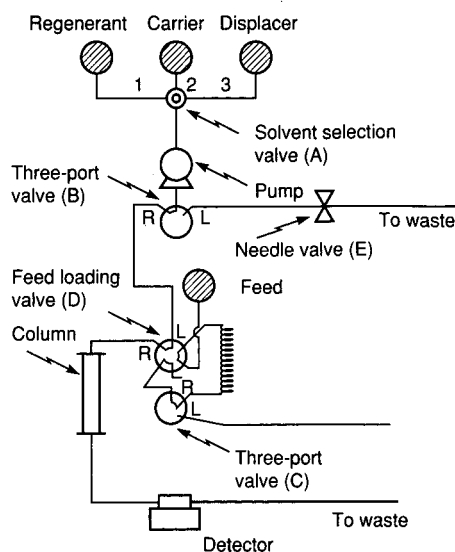 Regenerant Carrier Displacer
1 2 3
Solvent selection
valve (A)
Three-port
valve (B)
Pump
R L
To waste
Needle valve (E)
Feed loading
valve (D)
Feed
Column
L
R
L
R
L
Three-port
valve (C)
To waste
Detector